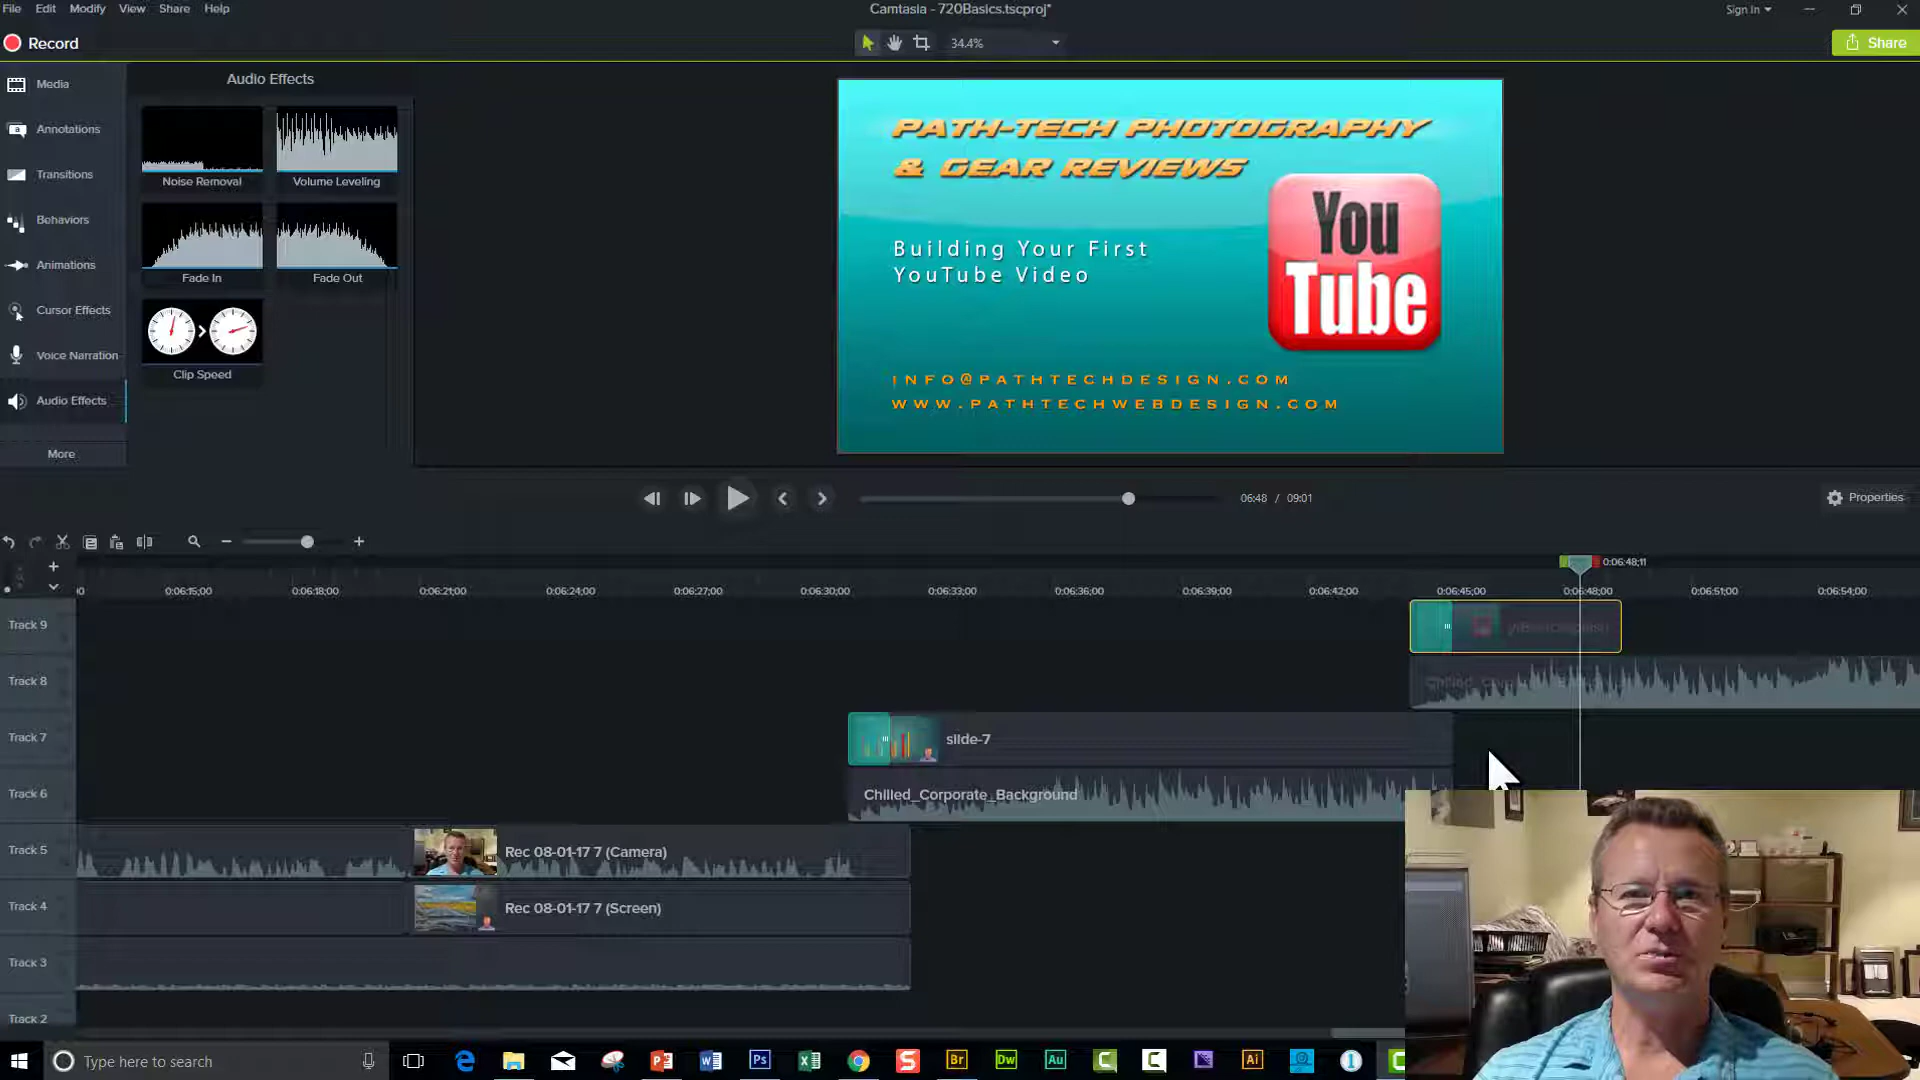 File Edit Modify View Share Help
Camtasia - 720Basics.tscproj*
Sign In
Record
34.4%
Share
Media
Annotations
Transitions
Behaviors
Animations
Cursor Effects
Voice Narration
Audio Effects
More
Audio Effects
Noise Removal
Volume Leveling
Fade In
Fade Out
Clip Speed
PATH-TECH PHOTOGRAPHY
& GEAR REVIEWS
Building Your First
YouTube Video
You
Tube
INFO@PATHTECHDESIGN.COM
WWW.PATHTECHWEBDESIGN.COM
06:48 / 09:01
Properties
0:06:48;11
0:06:15;00 0:06:18;00 0:06:21;00 0:06:24;00 0:06:27;00 0:06:30;00 0:06:33;00 0:06:36;00 0:06:39;00 0:06:42;00 0:06:45;00 0:06:48;00 0:06:51;00 0:06:54;00
Track 9
Track 8
Track 7
slide-7
Track 6
Chilled_Corporate_Background
Track 5
Rec 08-01-17 7 (Camera)
Track 4
Rec 08-01-17 7 (Screen)
Track 3
Track 2
Type here to search
Ps
Br
Dw
Au
Ai